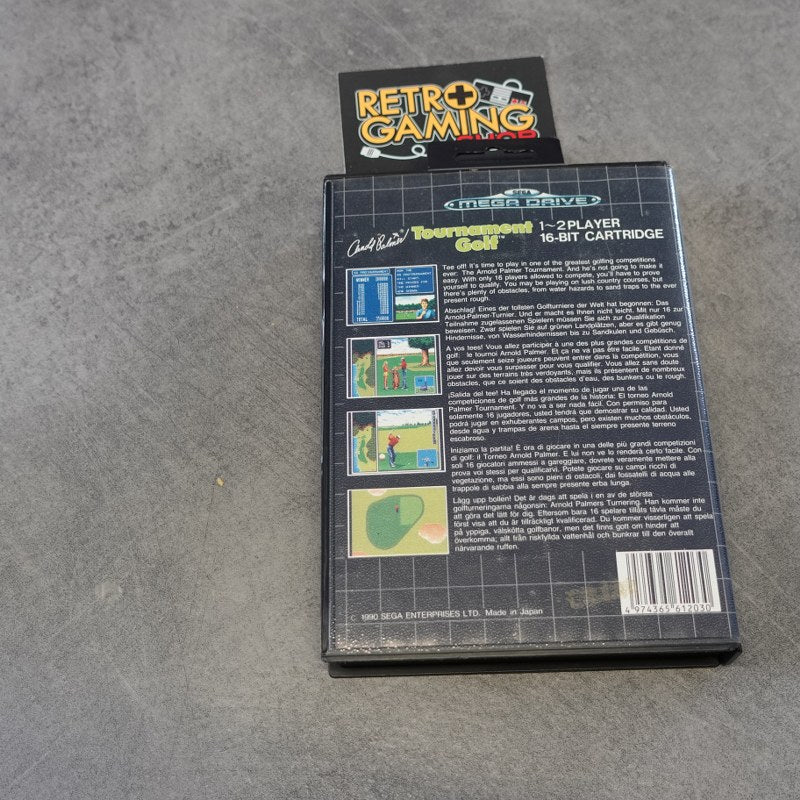 RETRO
GAMING
SHOP
SEGA
MEGA DRIVE
Arnold Palmer
Tournament
Golf™
1~2 PLAYER
16-BIT CARTRIDGE
Tee off! It's time to play in one of the greatest golfing competitions
ever: The Arnold Palmer Tournament. And he's not going to make it
easy. With only 16 players allowed to compete, you'll have to prove
yourself to qualify. You may be playing on lush country courses, but
there's plenty of obstacles, from water hazards to sand traps to the ever
present rough.
Abschlag! Eines der tollsten Golfturniere der Welt hat begonnen: Das
Arnold-Palmer-Turnier. Und er macht es Ihnen nicht leicht. Mit nur 16 zur
Teilnahme zugelassenen Spielern müssen Sie sich zur Qualifikation
beweisen. Zwar spielen Sie auf grünen Landplätzen, aber es gibt genug
Hindernisse, von Wasserhindernissen bis zu Sandkulen und Gebüsch.
A vos tees! Vous allez participer à une des plus grandes compétitions de
golf: le tournoi Arnold Palmer. Et ça ne va pas être facile. Etant donné
que seulement seize joueurs peuvent entrer dans la compétition, vous
allez devoir vous surpasser pour vous qualifier. Vous allez sans doute
jouer sur des terrains très verdoyants, mais ils présentent de nombreux
obstacles, que ce soient des obstacles d'eau, des bunkers ou le rough.
¡Salida del tee! Ha llegado el momento de jugar una de las
competiciones de golf más grandes de la historia: El torneo Arnold
Palmer Tournament. Y no va a ser nada fácil. Con permiso para
solamente 16 jugadores, usted tendrá que demostrar su calidad. Usted
podrá jugar en exhuberantes campos, pero existen muchos obstáculos,
desde agua y trampas de arena hasta el siempre presente terreno
escabroso.
Iniziamo la partita! È ora di giocare in una delle più grandi competizioni
di golf: il Torneo Arnold Palmer. E lui non ve lo renderà certo facile. Con
soli 16 giocatori ammessi a gareggiare, dovrete veramente mettervi alla
prova voi stessi per qualificarvi. Potete giocare su campi ricchi di
vegetazione, ma essi sono pieni di ostacoli, dai fossatelli di acqua alle
trappole di sabbia alla sempre presente erba lunga.
Lägg upp bollen! Det är dags att spela i en av de största
golfturneringarna någonsin: Arnold Palmers Turnering. Han kommer inte
att göra det lätt för dig. Eftersom bara 16 spelare tillåts tävla måste du
först visa att du är tillräckligt kvalificerad. Du kommer visserligen att spela
på yppiga, välskötta golfbanor, men det finns gott om hinder att
överkomma; allt från riskfyllda vattenhål och bunkrar till den överallt
närvarande ruffen.
© 1990 SEGA ENTERPRISES LTD. Made in Japan
4 974365 612030